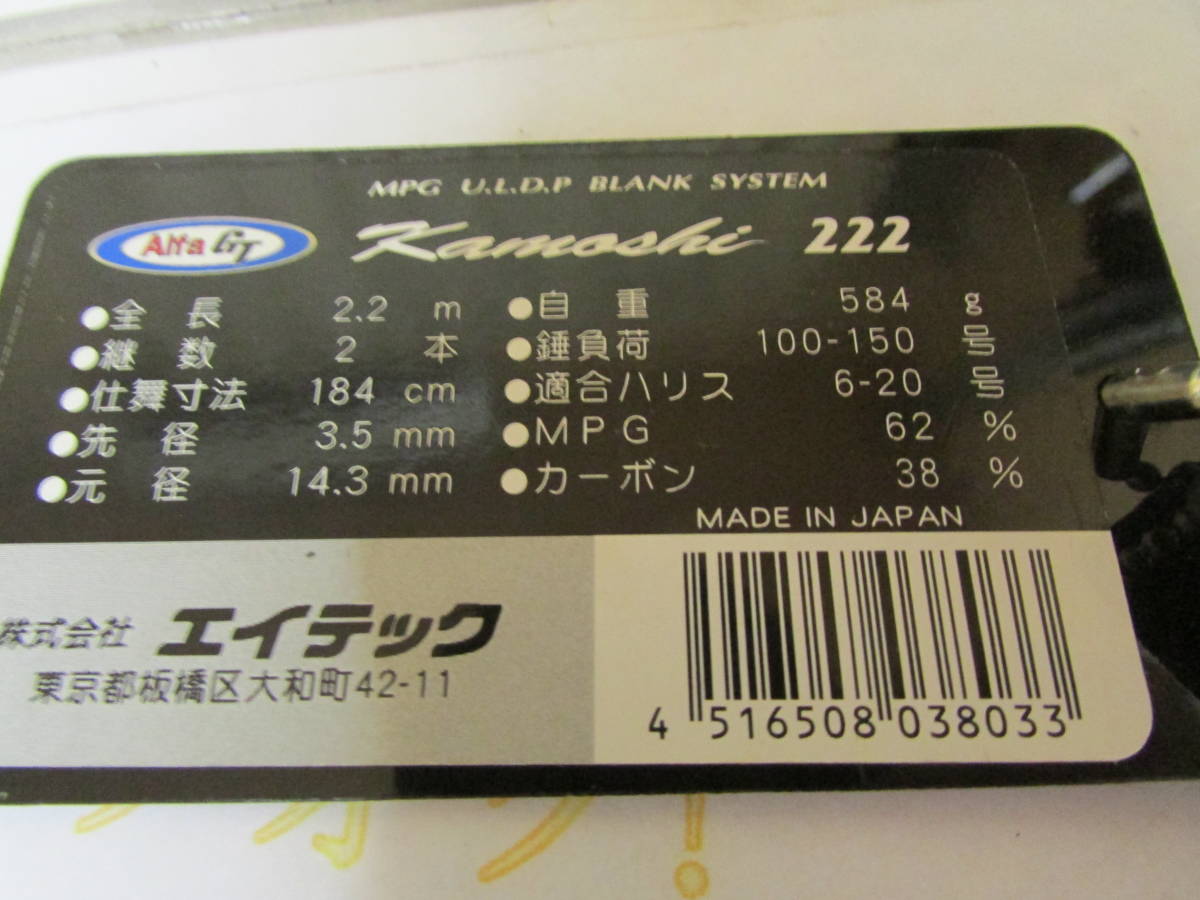 MPG U.L.D.P BLANK SYSTEM
Alfa GT Kamoshi 222
●全長 2.2 m ●自重 584 g
●継数 2 本 ●錘負荷 100-150 号
●仕舞寸法 184 cm ●適合ハリス 6-20 号
●先径 3.5 mm ●MPG 62 %
●元径 14.3 mm ●カーボン 38 %
MADE IN JAPAN
株式会社 エイテック
東京都板橋区大和町42-11
4 516508 038033